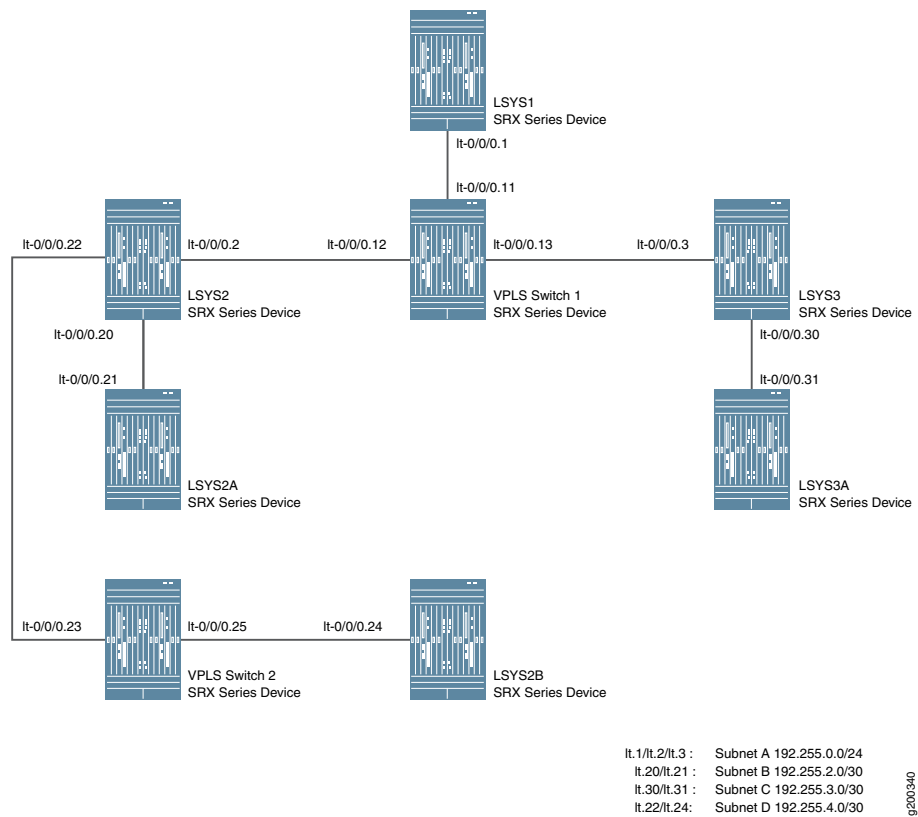 LSYS1
SRX Series Device
lt-0/0/0.1
lt-0/0/0.11
lt-0/0/0.22
lt-0/0/0.2
lt-0/0/0.12
lt-0/0/0.13
lt-0/0/0.3
LSYS2
SRX Series Device
VPLS Switch 1
SRX Series Device
LSYS3
SRX Series Device
lt-0/0/0.20
lt-0/0/0.30
lt-0/0/0.21
lt-0/0/0.31
LSYS2A
SRX Series Device
LSYS3A
SRX Series Device
lt-0/0/0.23
lt-0/0/0.25
lt-0/0/0.24
VPLS Switch 2
SRX Series Device
LSYS2B
SRX Series Device
lt.1/lt.2/lt.3 : Subnet A 192.255.0.0/24
lt.20/lt.21 : Subnet B 192.255.2.0/30
lt.30/lt.31 : Subnet C 192.255.3.0/30
lt.22/lt.24: Subnet D 192.255.4.0/30
g200340